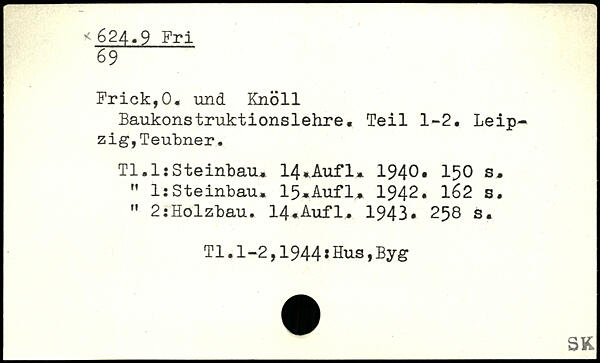 × 624.9 Fri
69
Frick,O. und Knöll
Baukonstruktionslehre. Teil 1-2. Leip-
zig,Teubner.
Tl.1:Steinbau. 14.Aufl. 1940. 150 s.
" 1:Steinbau. 15.Aufl. 1942. 162 s.
" 2:Holzbau. 14.Aufl. 1943. 258 s.
Tl.1-2,1944:Hus,Byg
SK